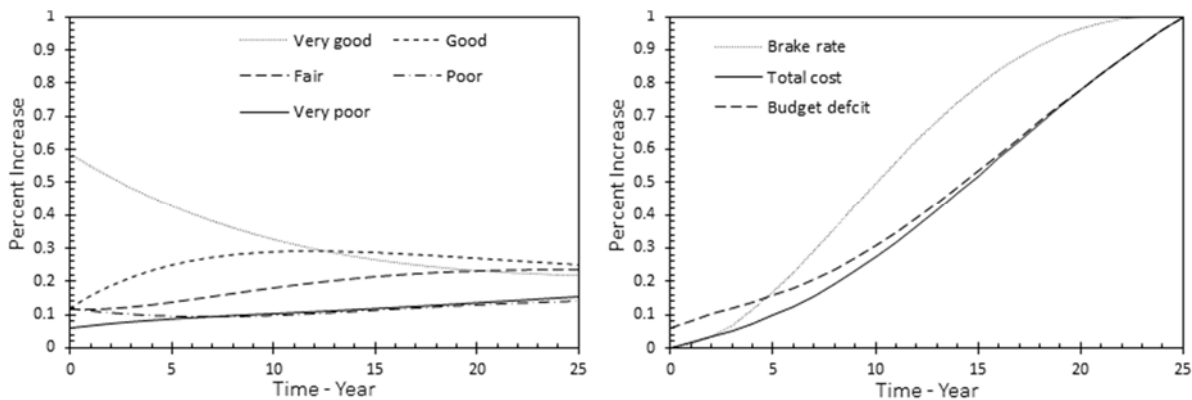 1
0.9
0.8
0.7
0.6
0.5
0.4
0.3
0.2
0.1
0
Percent Increase
Very good
Good
Fair
Poor
Very poor
0 5 10 15 20 25
Time - Year
1
0.9
0.8
0.7
0.6
0.5
0.4
0.3
0.2
0.1
0
Percent Increase
Brake rate
Total cost
Budget defcit
0 5 10 15 20 25
Time - Year